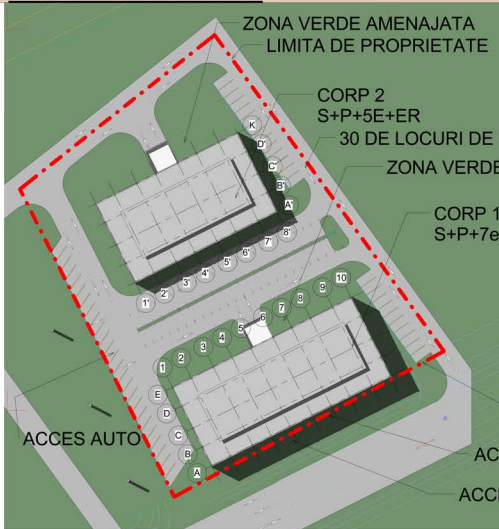 ZONA VERDE AMENAJATA
LIMITA DE PROPRIETATE
CORP 2
S+P+5E+ER
30 DE LOCURI DE
ZONA VERDE
CORP 1
S+P+7e
K
D'
C'
B'
A'
1' 2' 3' 4' 5' 6' 7' 8'
1 2 3 4 5 6 7 8 9 10
E
D
C
B
A
ACCES AUTO
AC
ACCE